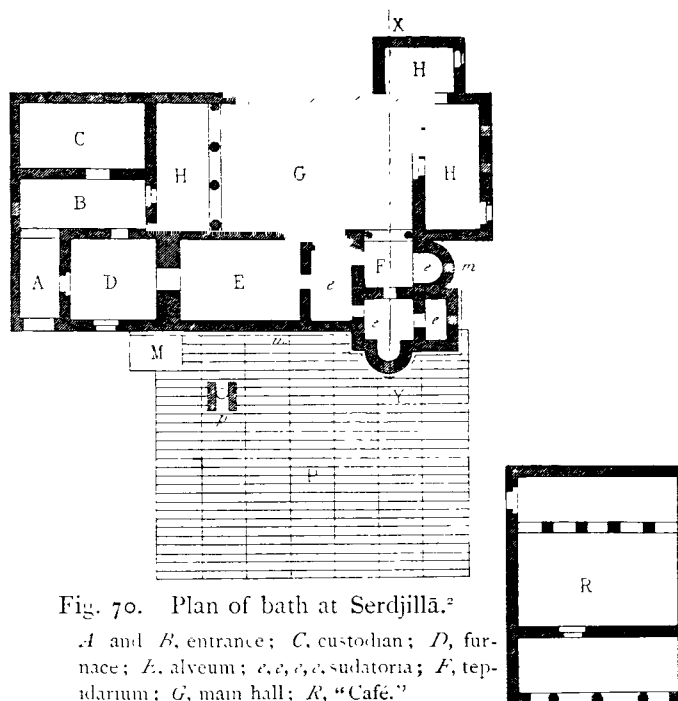 X
H
C
H
G
H
B
A
D
E
e
F
e
m
e
e
M
u
Y
p
P
R
Fig. 70. Plan of bath at Serdjillā.²
A and B, entrance; C, custodian; D, fur-
nace; E, alveum; e, e, e, e, sudatoria; F, tep-
idarium; G, main hall; R, "Café."